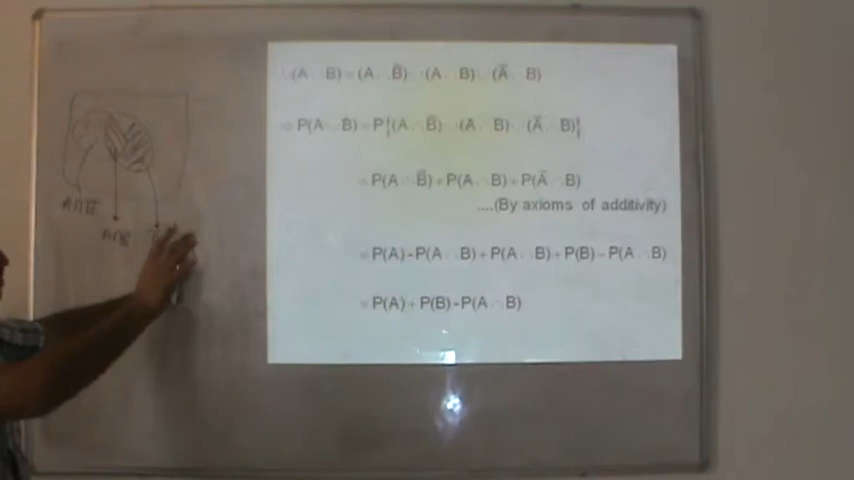 (A∪B) = (A∩B̅)∪(A∩B)∪(A̅∩B)
∴ P(A∪B) = P{(A∩B̅)∪(A∩B)∪(A̅∩B)}
= P(A∩B̅)+P(A∩B)+P(A̅∩B)
....(By axioms of additivity)
= P(A)-P(A∩B)+P(A∩B)+P(B)-P(A∩B)
= P(A)+P(B)-P(A∩B)
A∩B̅
A∩B